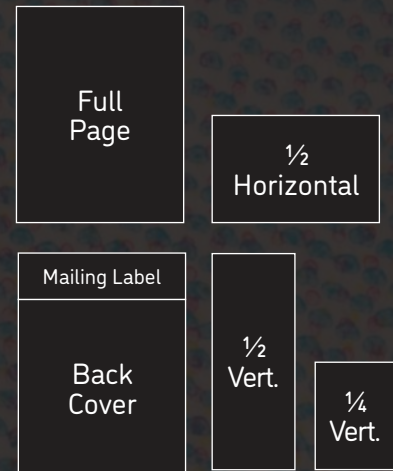 Full
Page
½
Horizontal
Mailing Label
Back
Cover
½
Vert.
¼
Vert.